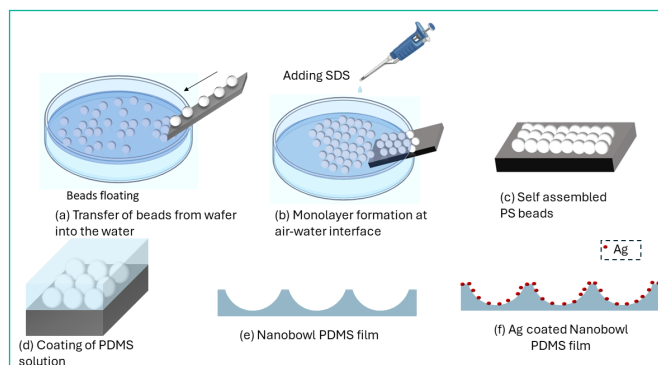 Adding SDS
Beads floating
(a) Transfer of beads from wafer
into the water
(b) Monolayer formation at
air-water interface
(c) Self assembled
PS beads
Ag
(d) Coating of PDMS
solution
(e) Nanobowl PDMS film
(f) Ag coated Nanobowl
PDMS film